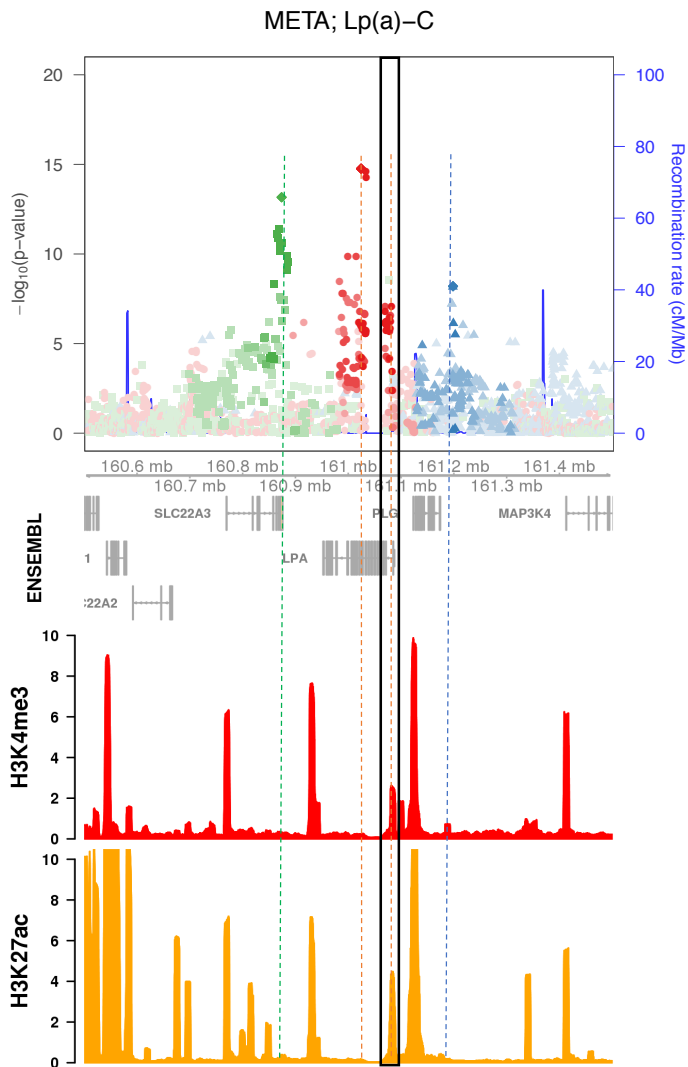 META; Lp(a)−C
20
15
10
5
0
−log10(p−value)
100
80
60
40
20
0
Recombination rate (cM/Mb)
160.6 mb
160.8 mb
161 mb
161.2 mb
161.4 mb
160.7 mb
160.9 mb
161.1 mb
161.3 mb
ENSEMBL
SLC22A3
PLG
MAP3K4
1
LPA
C22A2
H3K4me3
10
8
6
4
2
0
H3K27ac
10
8
6
4
2
0